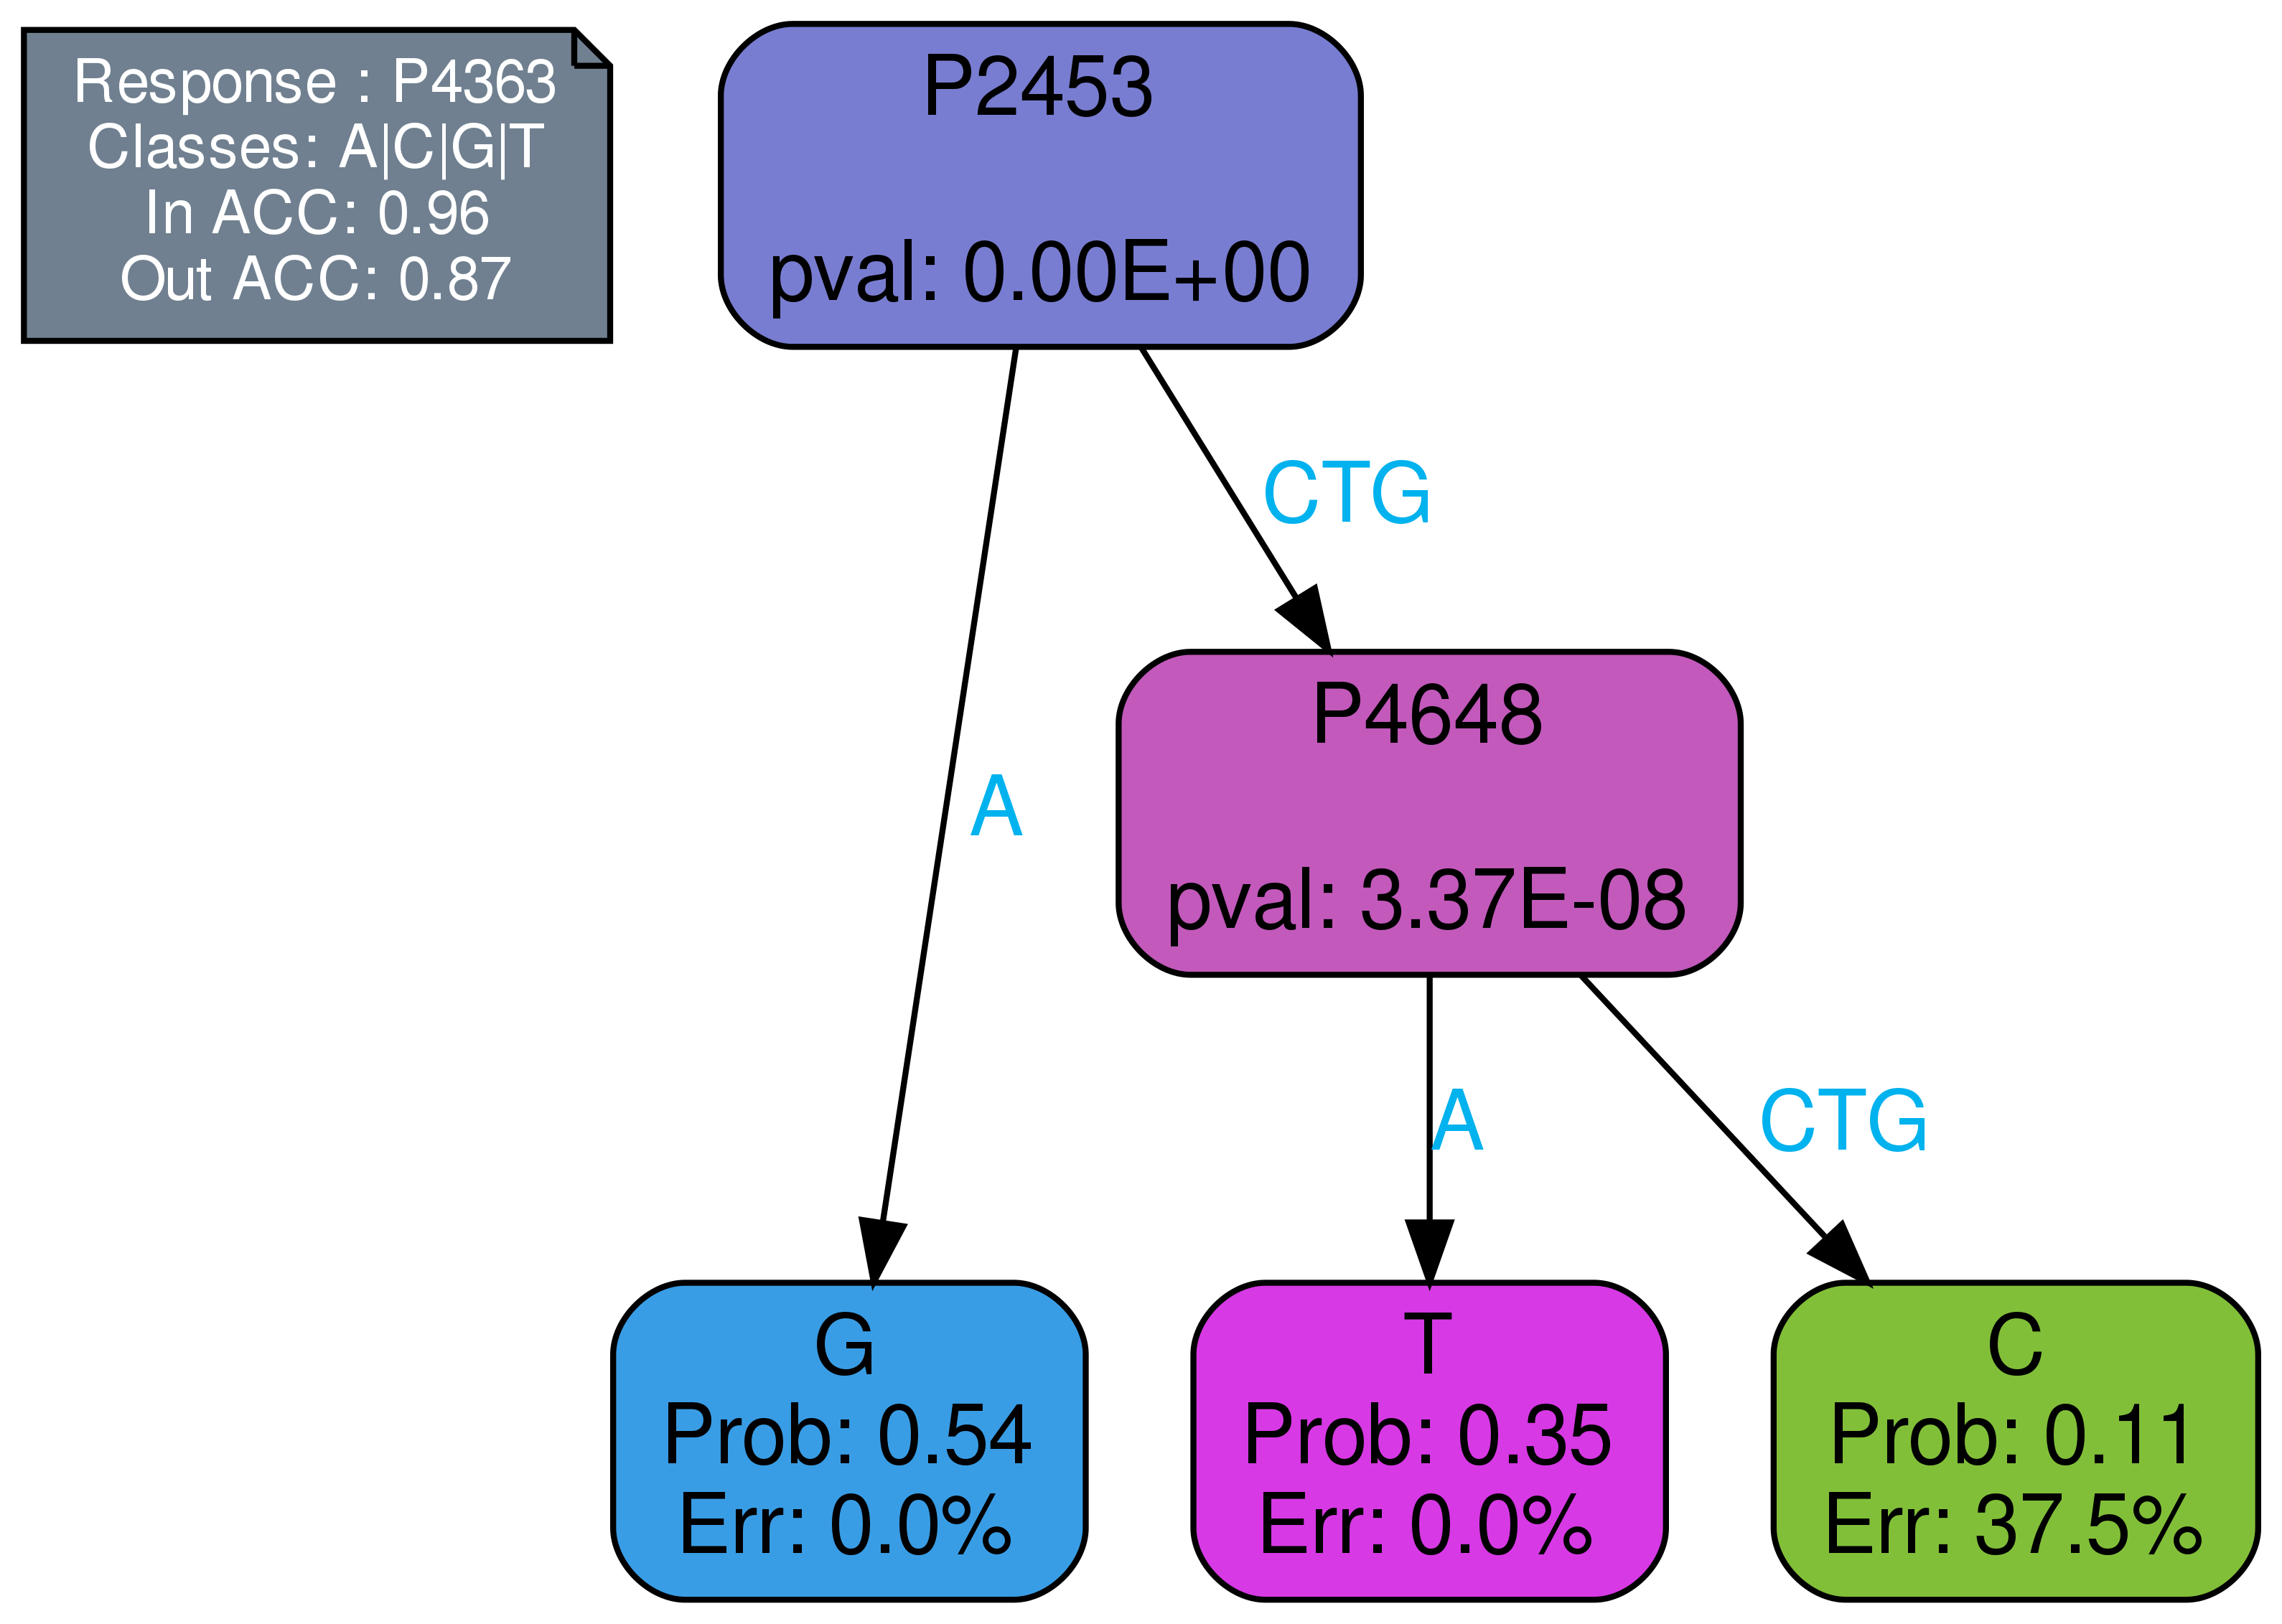 Response : P4363
Classes: A|C|G|T
In ACC: 0.96
Out ACC: 0.87
P2453
pval: 0.00E+00
CTG
P4648
pval: 3.37E-08
A
A
CTG
G
Prob: 0.54
Err: 0.0%
T
Prob: 0.35
Err: 0.0%
C
Prob: 0.11
Err: 37.5%